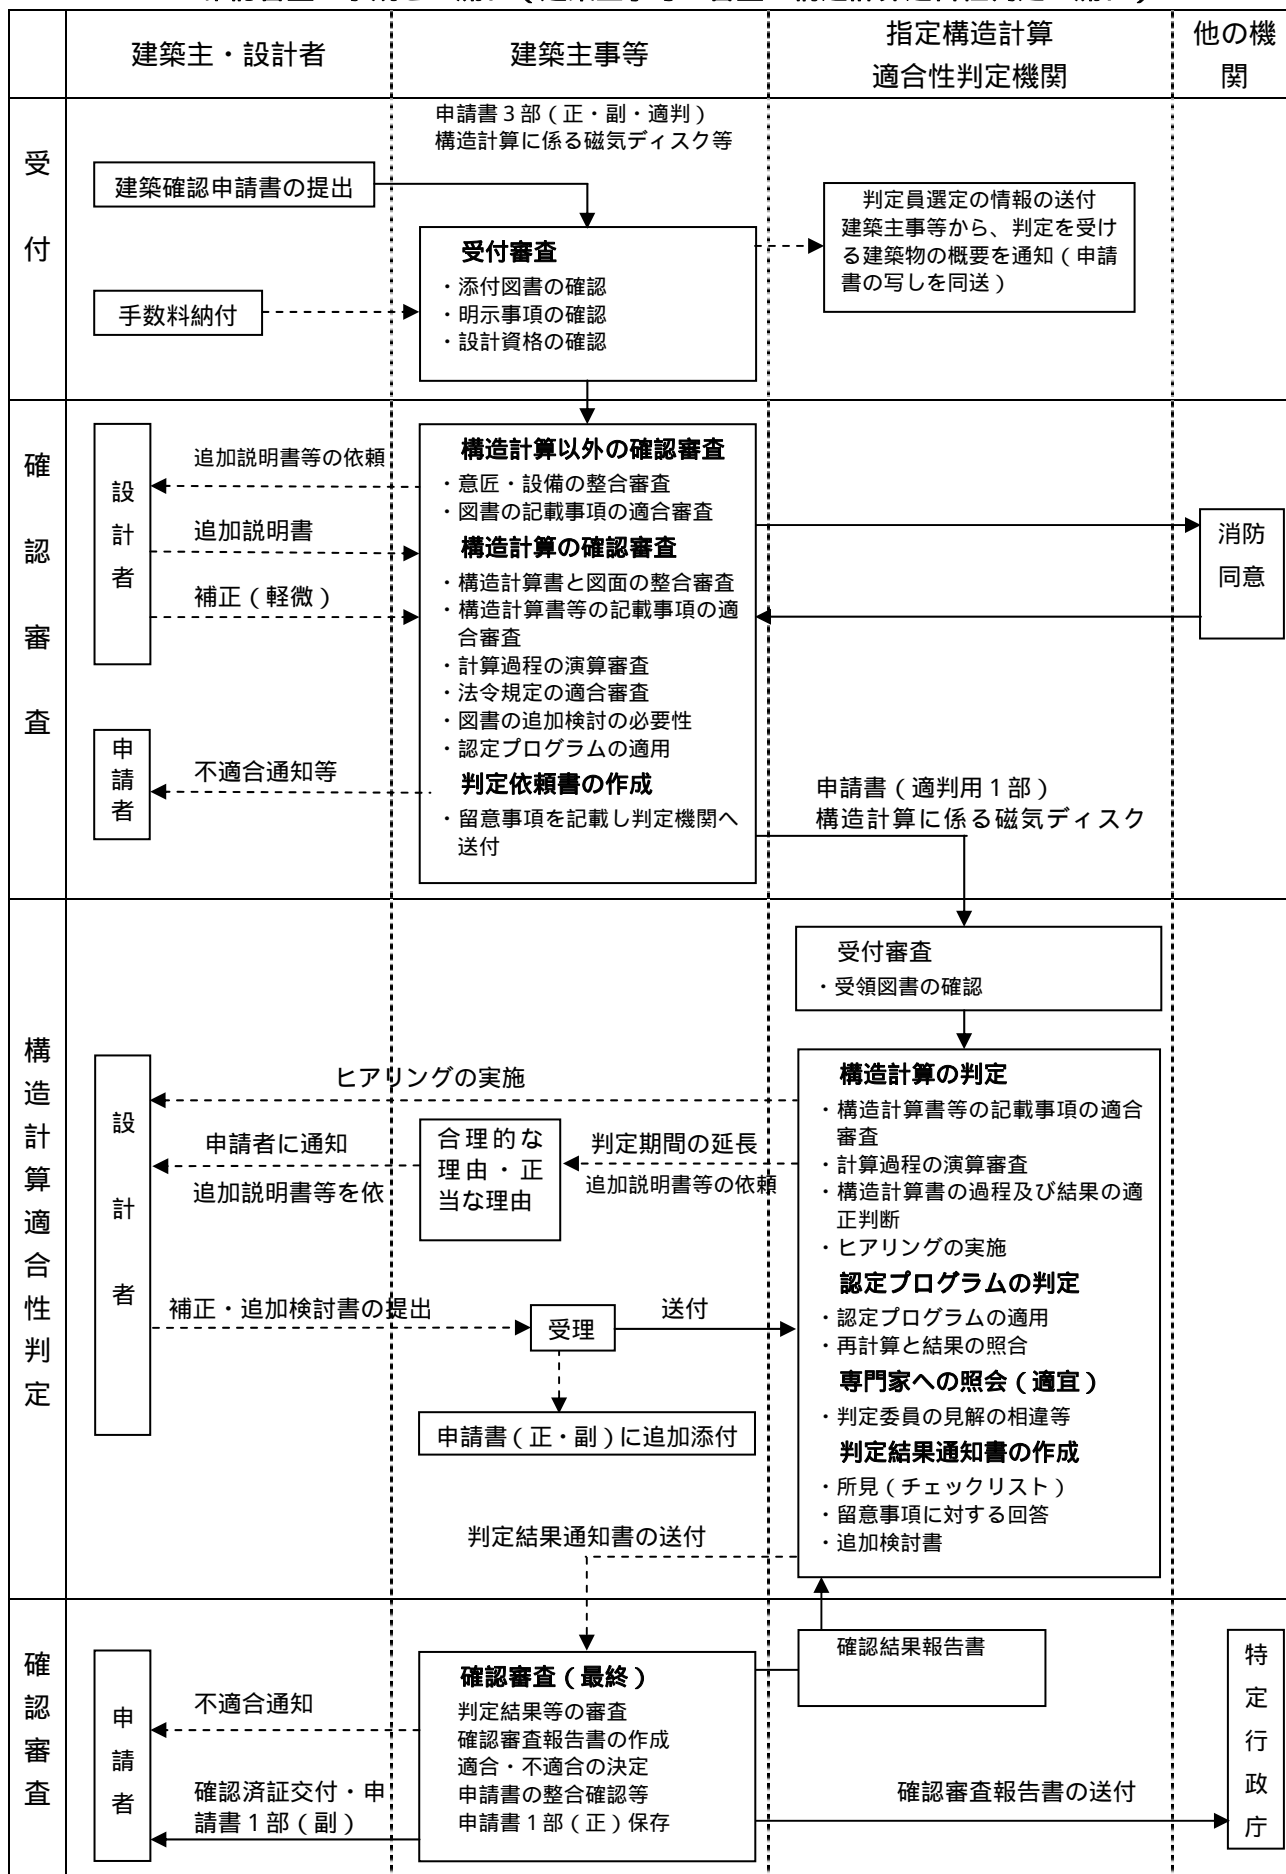 建築主・設計者
建築主事等
指定構造計算
適合性判定機関
他の機
関
受付
申請書３部（正・副・適判）
構造計算に係る磁気ディスク等
建築確認申請書の提出
手数料納付
受付審査
・添付図書の確認
・明示事項の確認
・設計資格の確認
判定員選定の情報の送付
建築主事等から、判定を受け
る建築物の概要を通知（申請
書の写しを同送）
確認審査
設計者
追加説明書等の依頼
追加説明書
補正（軽微）
申請者
不適合通知等
構造計算以外の確認審査
・意匠・設備の整合審査
・図書の記載事項の適合審査
構造計算の確認審査
・構造計算書と図面の整合審査
・構造計算書等の記載事項の適
合審査
・計算過程の演算審査
・法令規定の適合審査
・図書の追加検討の必要性
・認定プログラムの適用
判定依頼書の作成
・留意事項を記載し判定機関へ
送付
消防
同意
申請書（適判用１部）
構造計算に係る磁気ディスク
構造計算適合性判定
受付審査
・受領図書の確認
設計者
ヒアリングの実施
申請者に通知
追加説明書等を依
合理的な
理由・正
当な理由
判定期間の延長
追加説明書等の依頼
補正・追加検討書の提出
受理
送付
申請書（正・副）に追加添付
構造計算の判定
・構造計算書等の記載事項の適合
審査
・計算過程の演算審査
・構造計算書の過程及び結果の適
正判断
・ヒアリングの実施
認定プログラムの判定
・認定プログラムの適用
・再計算と結果の照合
専門家への照会（適宜）
・判定委員の見解の相違等
判定結果通知書の作成
・所見（チェックリスト）
・留意事項に対する回答
・追加検討書
判定結果通知書の送付
確認審査
申請者
不適合通知
確認済証交付・申
請書１部（副）
確認審査（最終）
判定結果等の審査
確認審査報告書の作成
適合・不適合の決定
申請書の整合確認等
申請書１部（正）保存
確認結果報告書
確認審査報告書の送付
特定行政庁